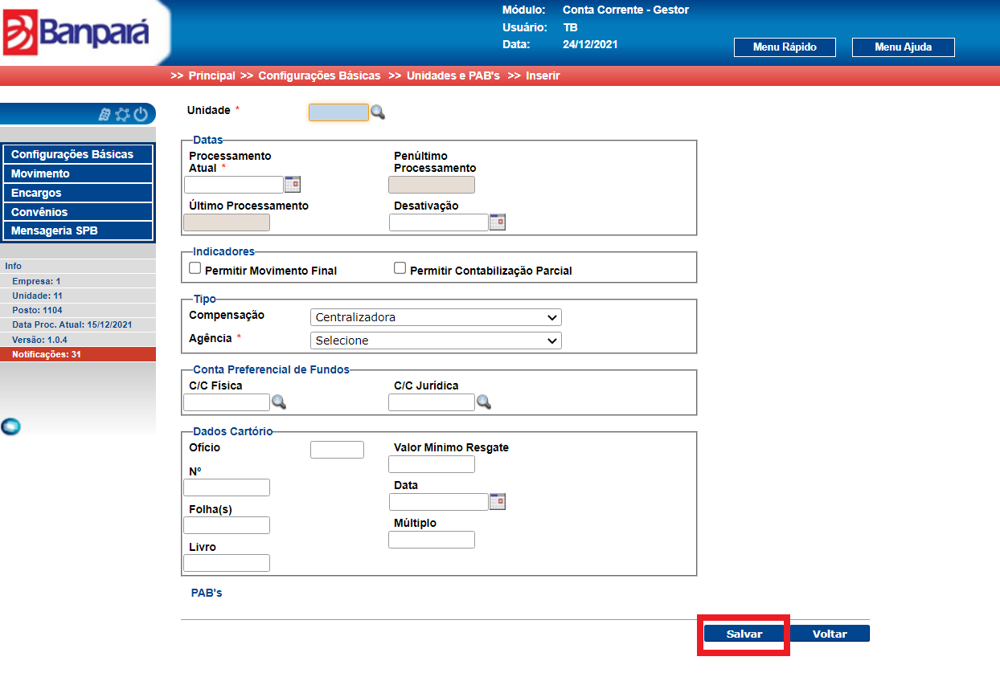 Banpará
Módulo: Conta Corrente - Gestor
Usuário: TB
Data: 24/12/2021
Menu Rápido Menu Ajuda
>> Principal >> Configurações Básicas >> Unidades e PAB's >> Inserir
Configurações Básicas
Movimento
Encargos
Convênios
Mensageria SPB
Info
Empresa: 1
Unidade: 11
Posto: 1104
Data Proc. Atual: 15/12/2021
Versão: 1.0.4
Notificações: 31
Unidade *
Datas
Processamento
Atual *
Penúltimo
Processamento
Último Processamento
Desativação
Indicadores
Permitir Movimento Final
Permitir Contabilização Parcial
Tipo
Compensação Centralizadora
Agência * Selecione
Conta Preferencial de Fundos
C/C Física
C/C Jurídica
Dados Cartório
Ofício
Valor Mínimo Resgate
Nº
Data
Folha(s)
Múltiplo
Livro
PAB's
Salvar Voltar